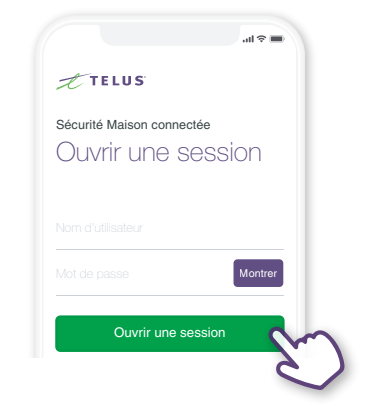 TELUS
Sécurité Maison connectée
Ouvrir une session
Nom d'utilisateur
Mot de passe
Montrer
Ouvrir une session